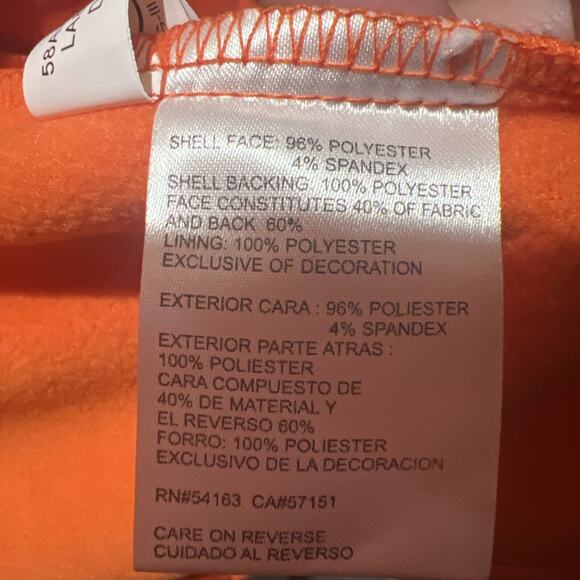 SHELL FACE: 96% POLYESTER
4% SPANDEX
SHELL BACKING: 100% POLYESTER
FACE CONSTITUTES 40% OF FABRIC
AND BACK 60%
LINING: 100% POLYESTER
EXCLUSIVE OF DECORATION
EXTERIOR CARA : 96% POLIESTER
4% SPANDEX
EXTERIOR PARTE ATRAS :
100% POLIESTER
CARA COMPUESTO DE
40% DE MATERIAL Y
EL REVERSO 60%
FORRO: 100% POLIESTER
EXCLUSIVO DE LA DECORACION
RN#54163 CA#57151
CARE ON REVERSE
CUIDADO AL REVERSO